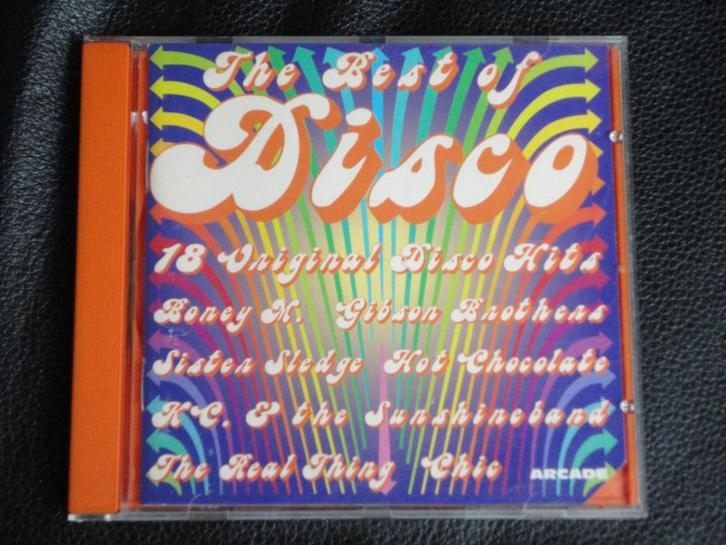 The Best of
Disco
18 Original Disco Hits
Boney M. Gibson Brothers
Sister Sledge Hot Chocolate
KC. & the Sunshineband
The Real Thing Chic
ARCADE